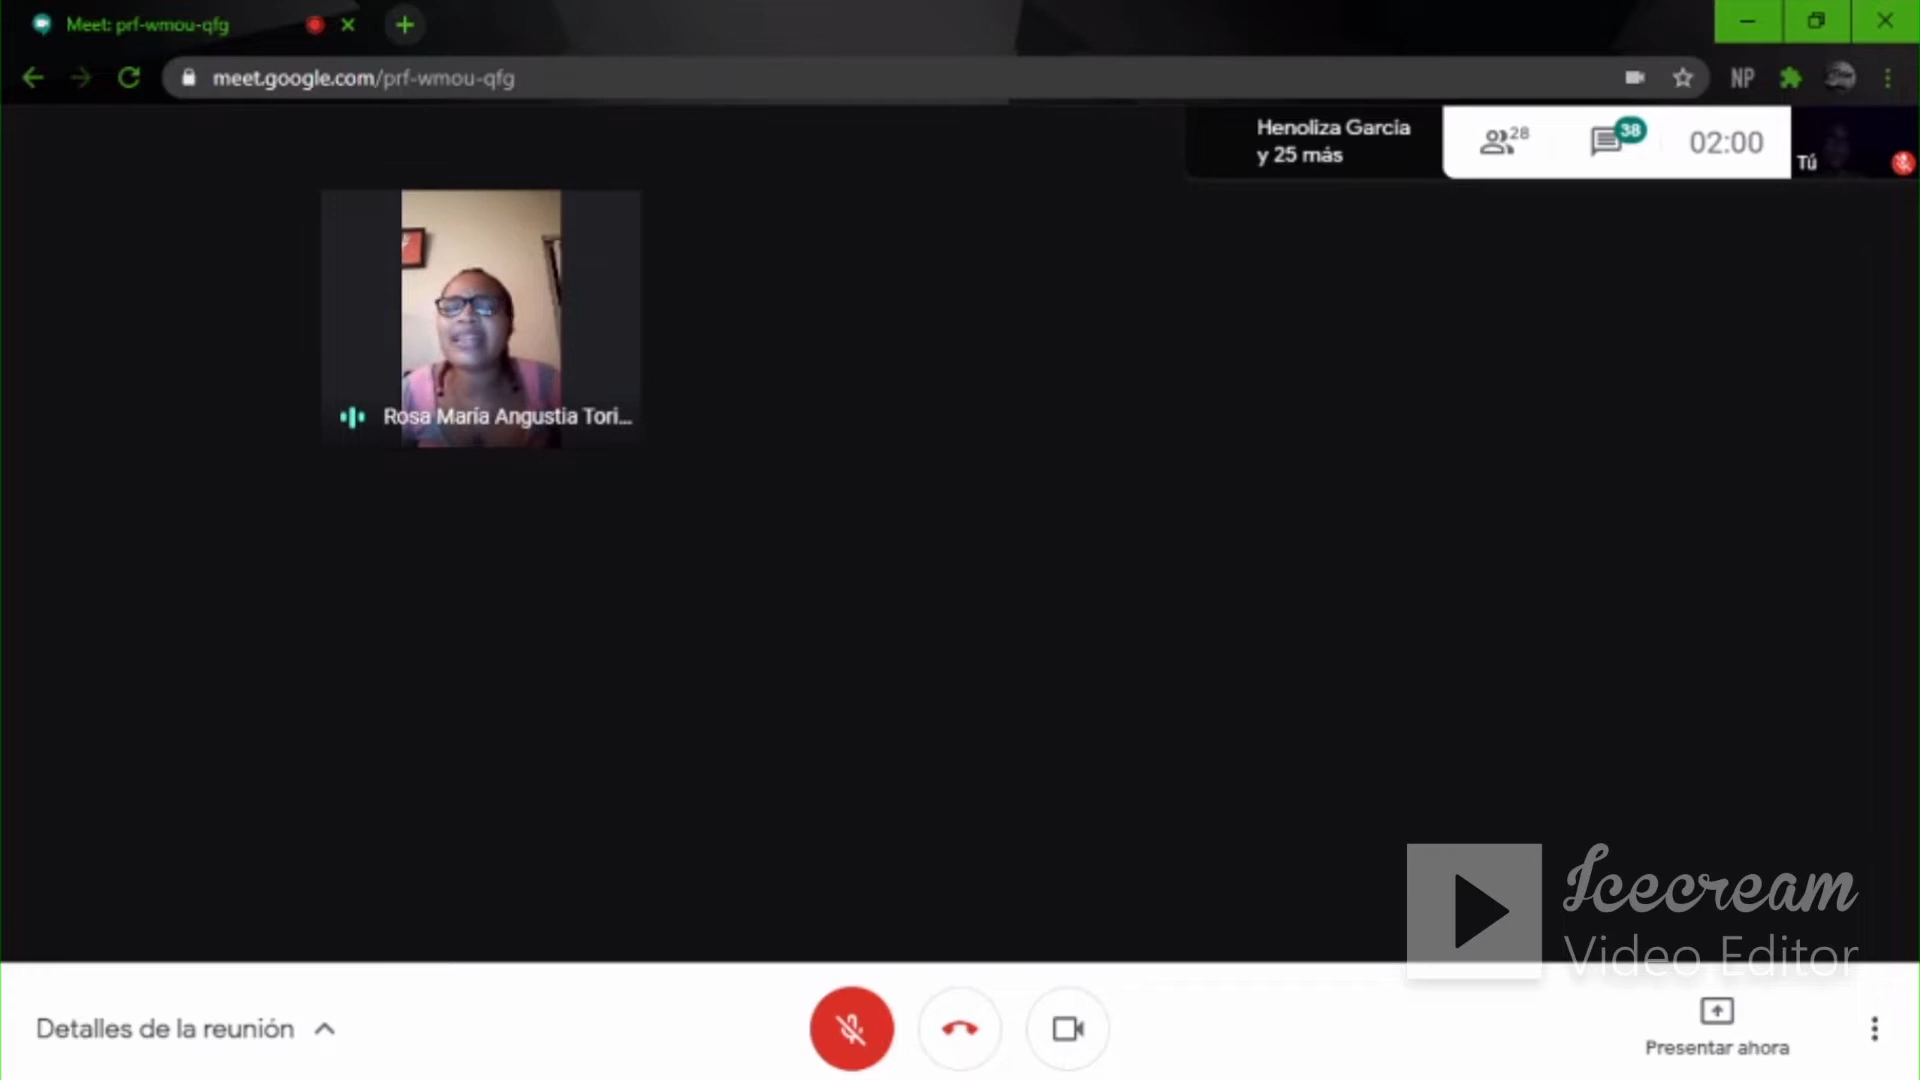 Meet: prf-wmou-qfg
meet.google.com/prf-wmou-qfg
NP
Henoliza Garcia
y 25 más
28
38
02:00
Tú
Rosa María Angustia Tori...
Icecream
Video Editor
Detalles de la reunión
Presentar ahora